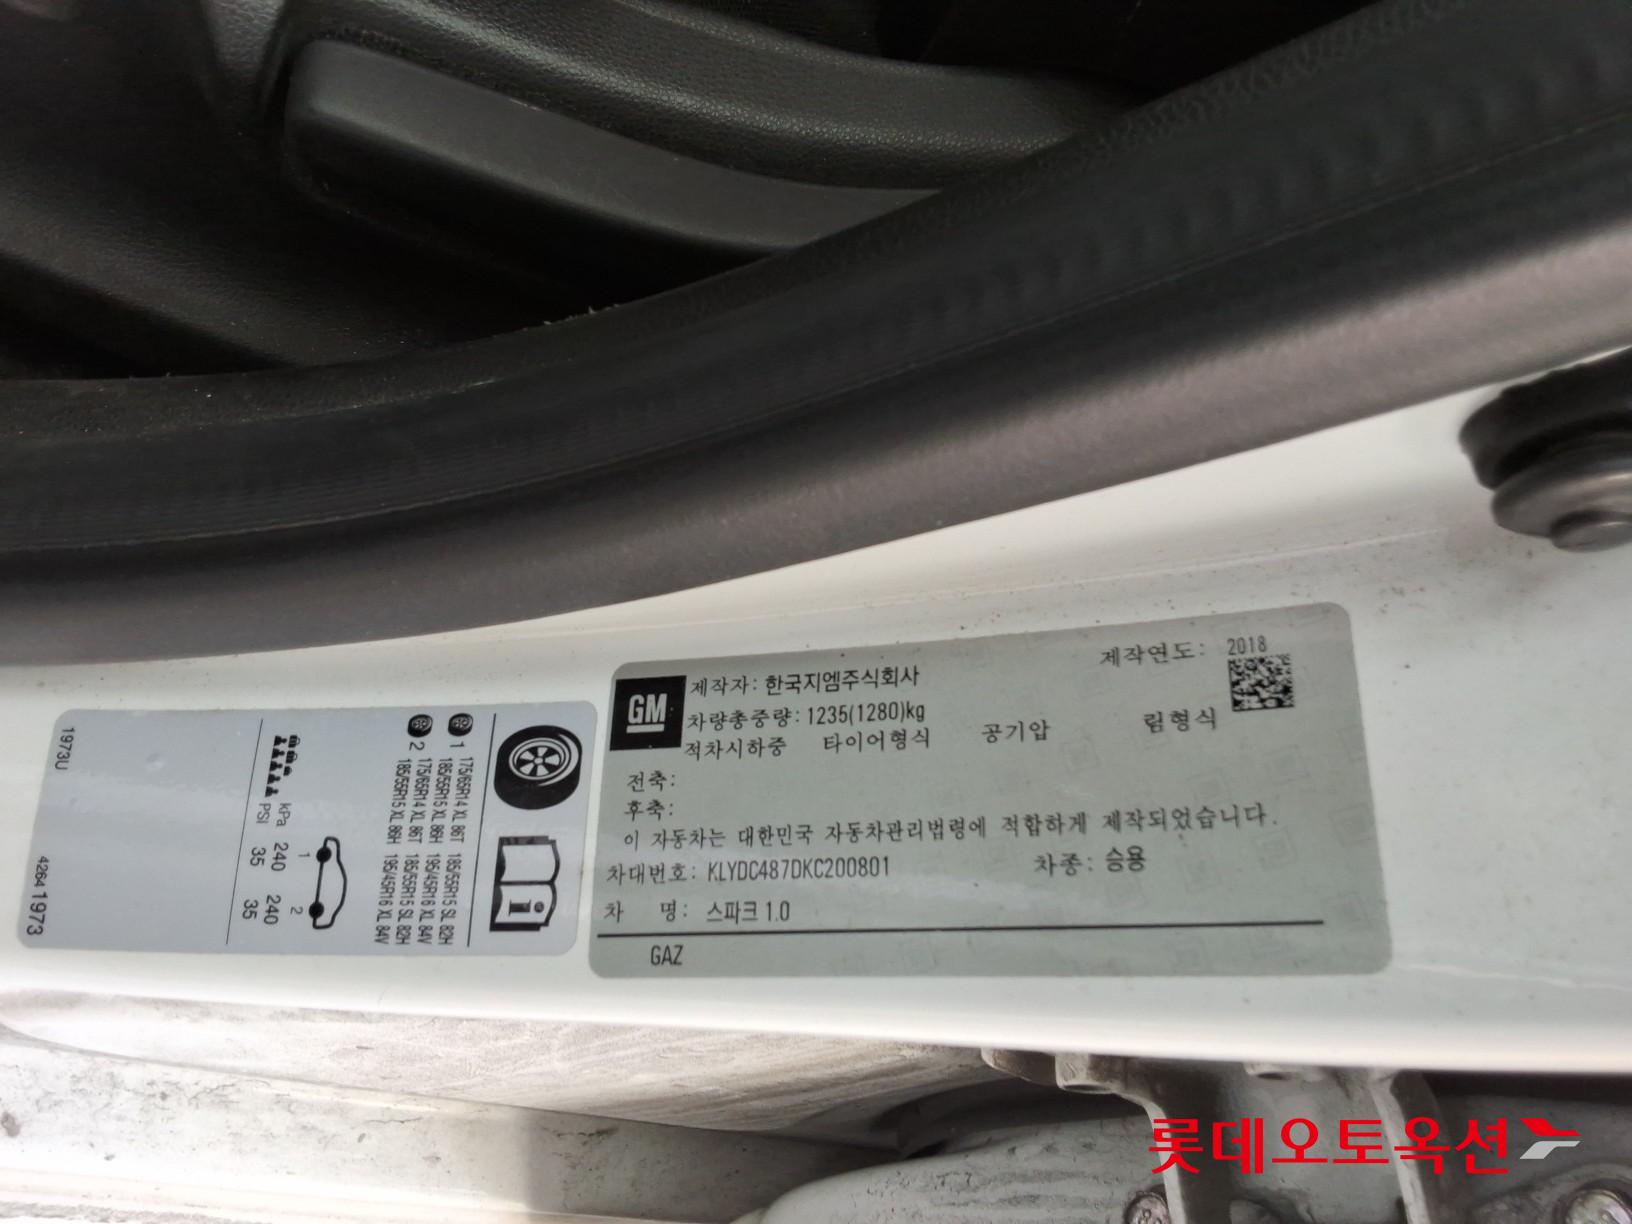 GM
제작자: 한국지엠주식회사
제작연도: 2018
차량총중량: 1235(1280)kg
적차시하중 타이어형식 공기압 림형식
전축:
후축:
이 자동차는 대한민국 자동차관리법령에 적합하게 제작되었습니다.
차대번호: KLYDC487DKC200801
차종: 승용
차 명: 스파크 1.0
GAZ
i
1 175/65R14 XL 86T 185/55R15 SL 82H
185/55R15 XL 86H 195/45R16 XL 84V
2 175/65R14 XL 86T 185/55R15 SL 82H
185/55R15 XL 86H 195/45R16 XL 84V
1 2
kPa 240 240
PSI 35 35
1973U 4264 1973
롯데오토옥션